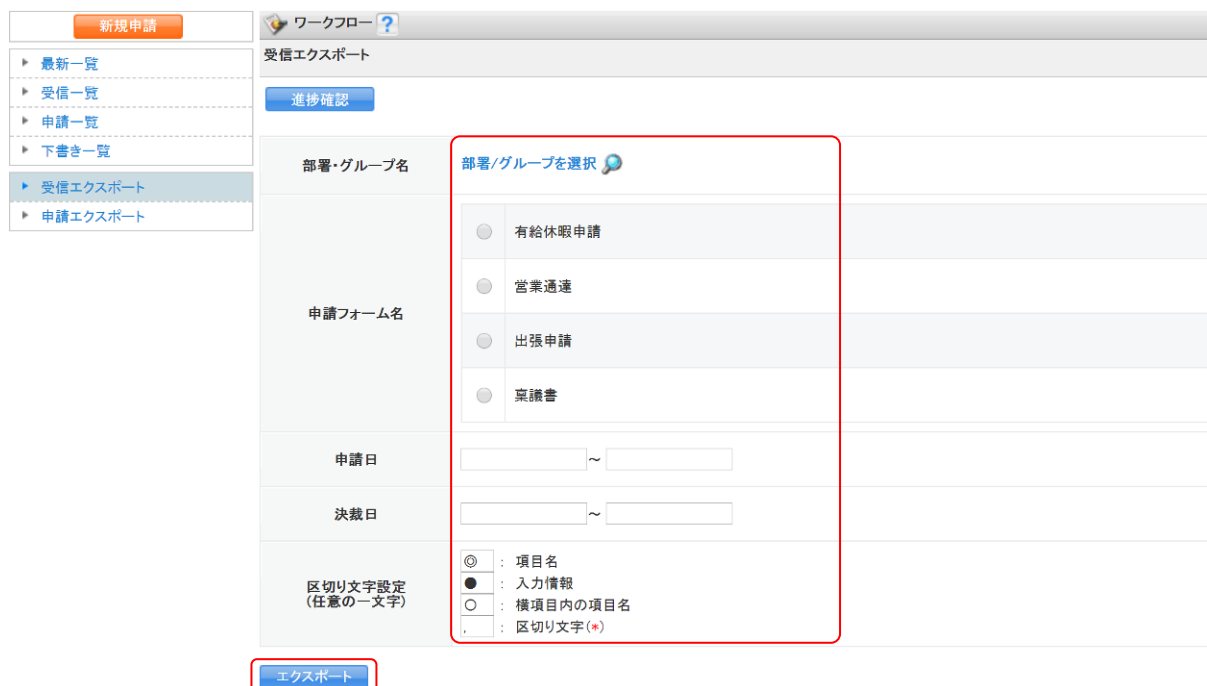 新規申請
最新一覧
受信一覧
申請一覧
下書き一覧
受信エクスポート
申請エクスポート
ワークフロー ?
受信エクスポート
進捗確認
部署・グループ名
部署/グループを選択
申請フォーム名
有給休暇申請
営業通達
出張申請
稟議書
申請日
～
決裁日
～
区切り文字設定
(任意の一文字)
◎ : 項目名
● : 入力情報
○ : 横項目内の項目名
, : 区切り文字(*)
エクスポート